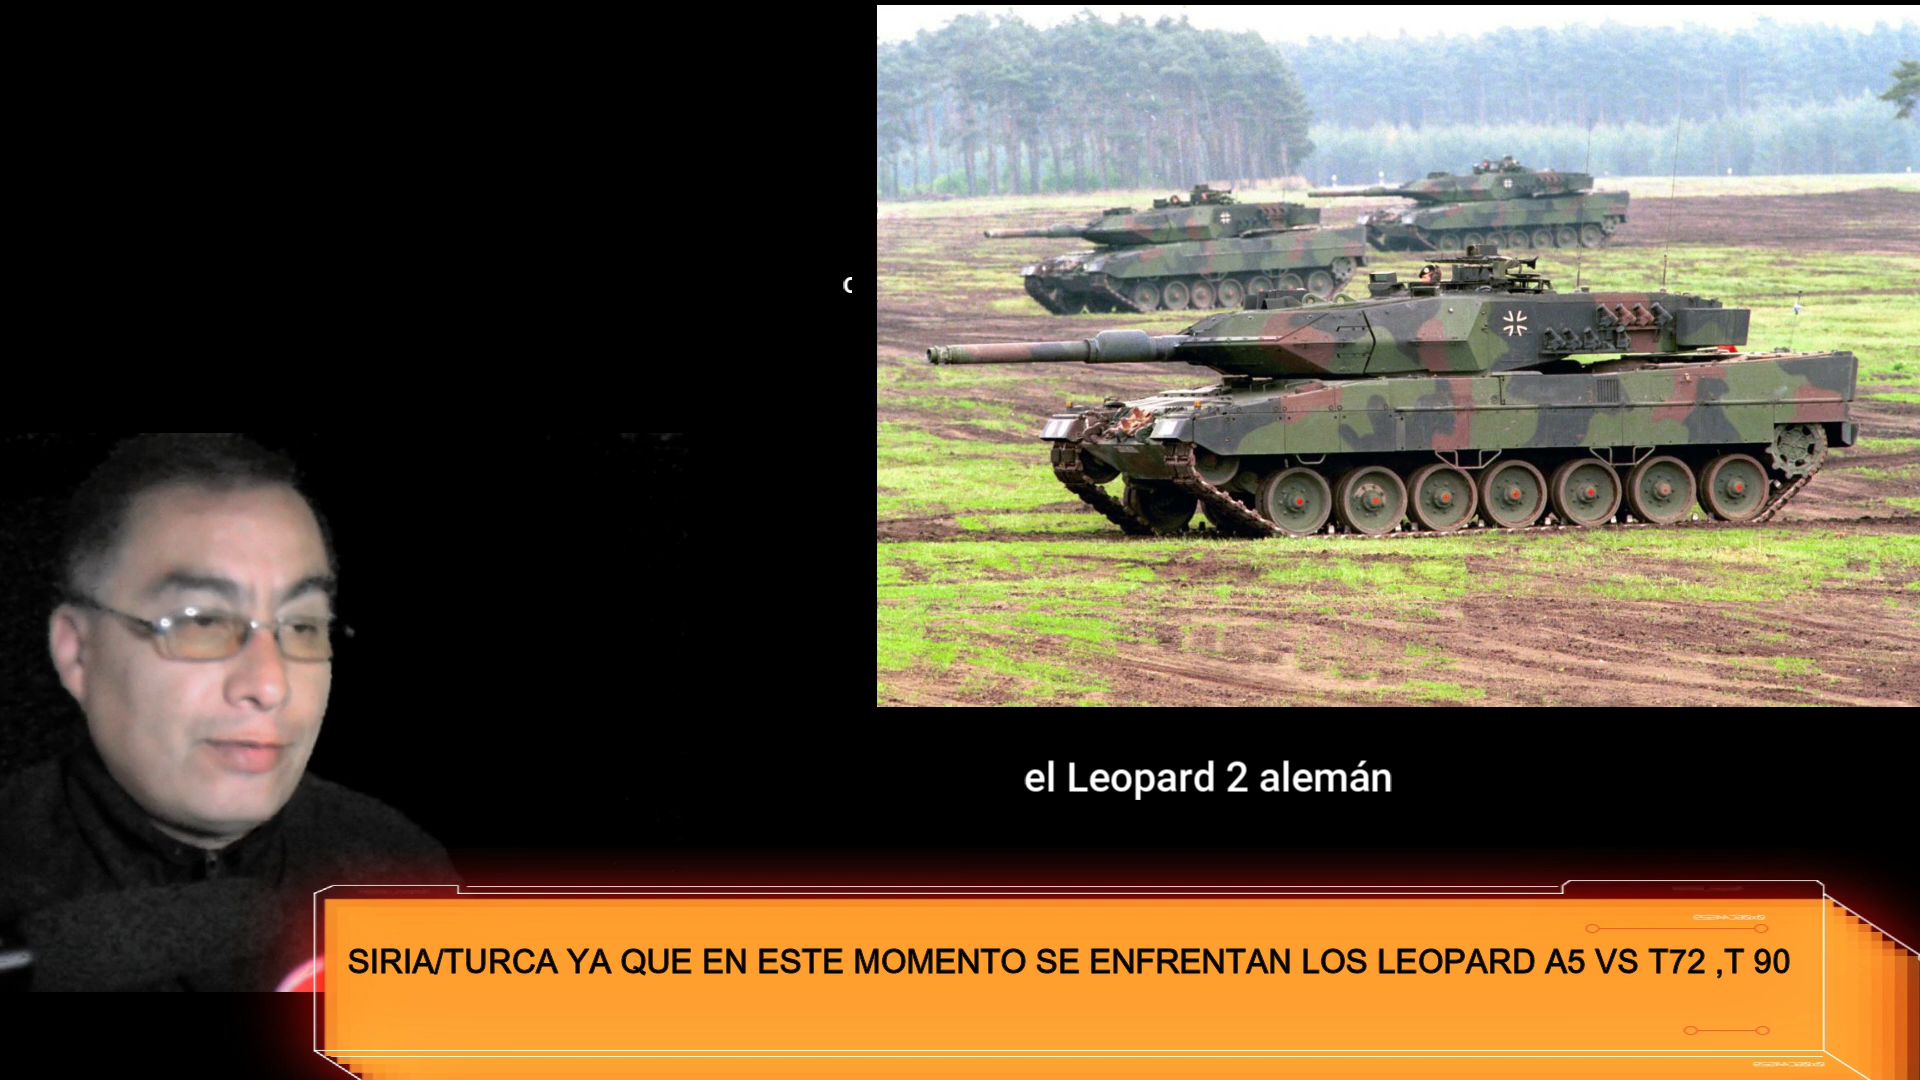 el Leopard 2 alemán
SIRIA/TURCA YA QUE EN ESTE MOMENTO SE ENFRENTAN LOS LEOPARD A5 VS T72 ,T 90